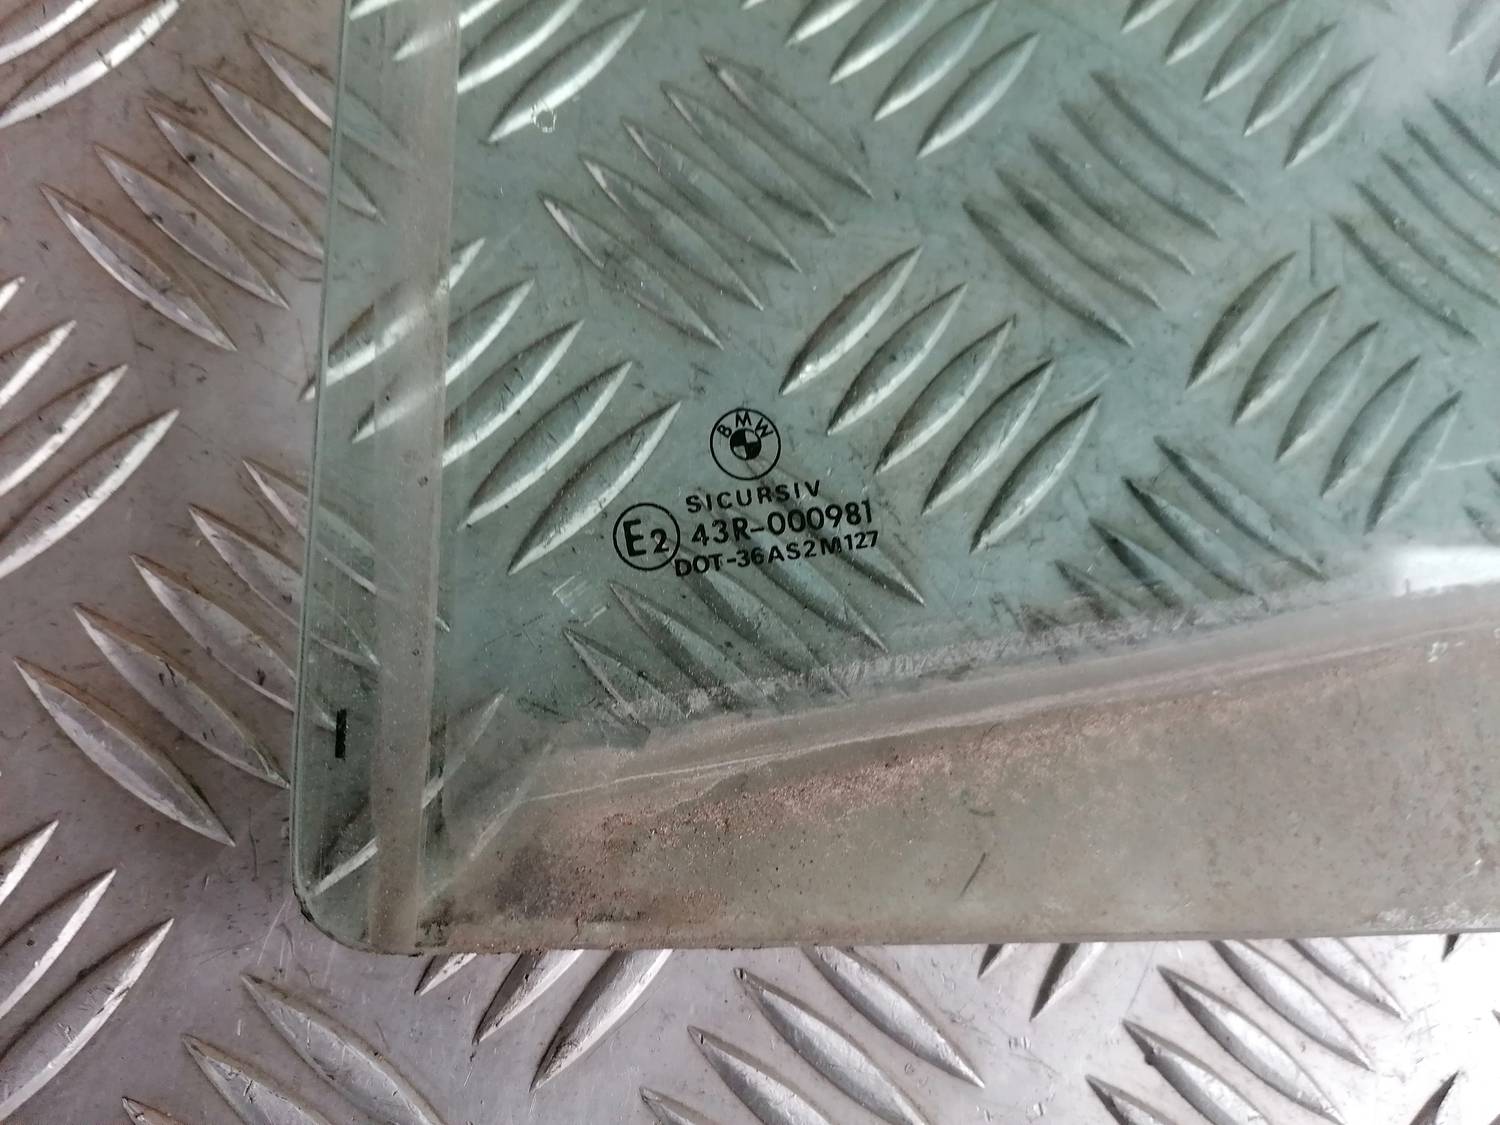 BMW
SICURSIV
E2 43R-000981
DOT-36AS2M127